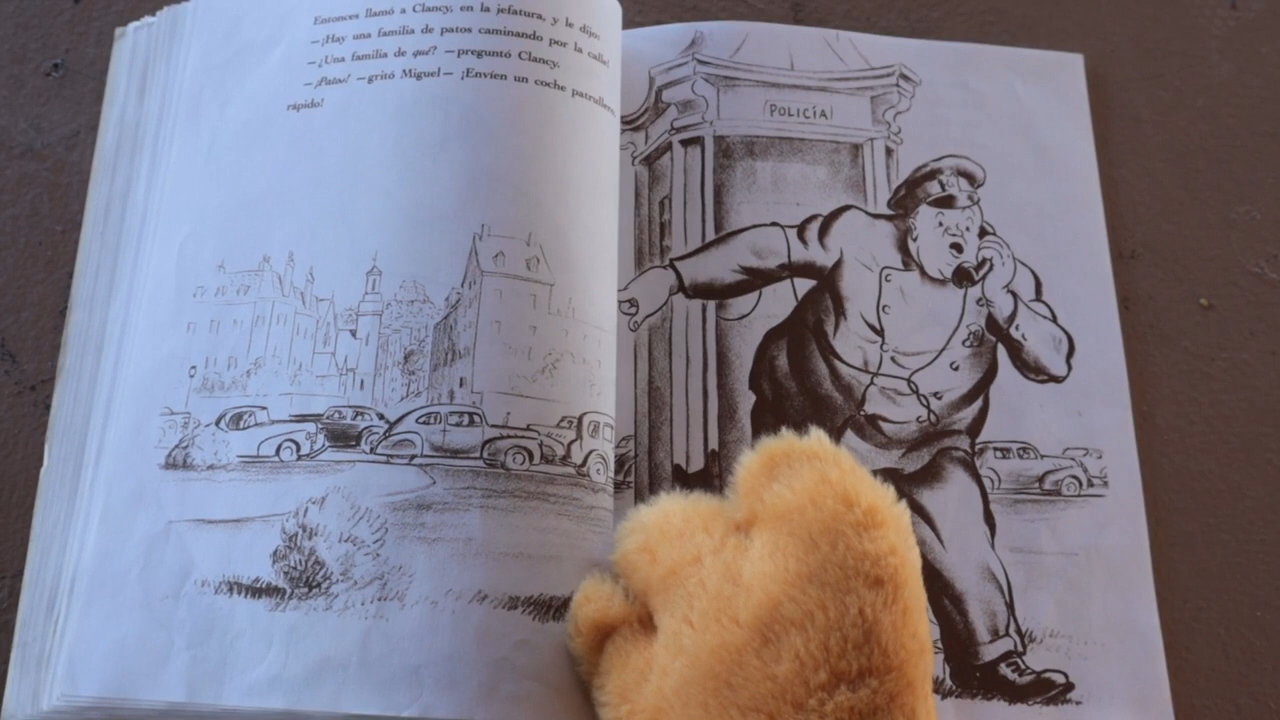 Entonces llamó a Clancy, en la jefatura, y le dijo:
—¡Hay una familia de patos caminando por la calle!
—¿Una familia de qué? —preguntó Clancy.
—¡Patos! —gritó Miguel— ¡Envíen un coche patrullero,
rápido!
POLICÍA